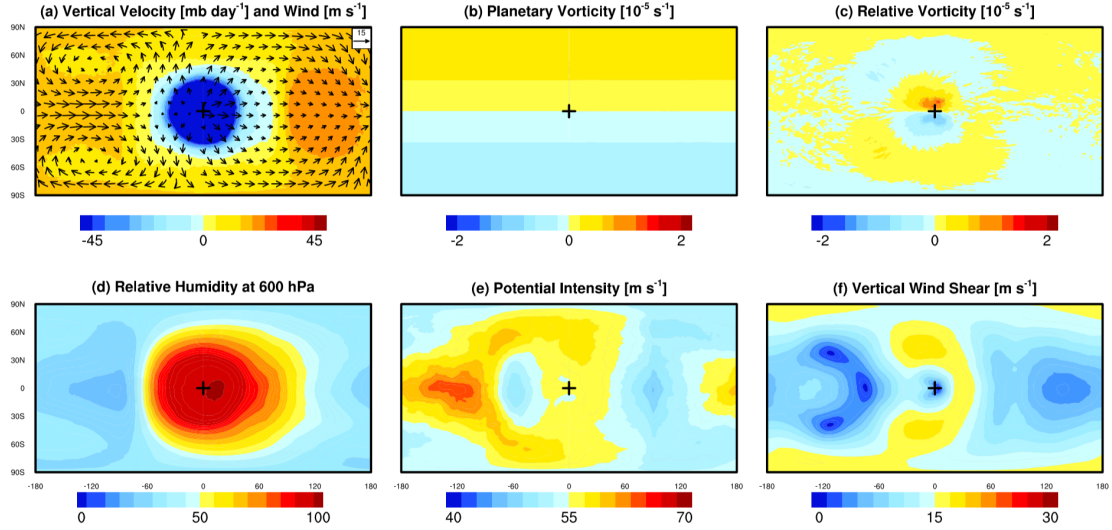 (a) Vertical Velocity [mb day-1] and Wind [m s-1]
(b) Planetary Vorticity [10-5 s-1]
(c) Relative Vorticity [10-5 s-1]
90N
60N
30N
0
30S
60S
90S
15
-45 0 45
-2 0 2
-2 0 2
(d) Relative Humidity at 600 hPa
(e) Potential Intensity [m s-1]
(f) Vertical Wind Shear [m s-1]
90N
60N
30N
0
30S
60S
90S
-180 -120 -60 0 60 120 180
-180 -120 -60 0 60 120 180
-180 -120 -60 0 60 120 180
0 50 100
40 55 70
0 15 30